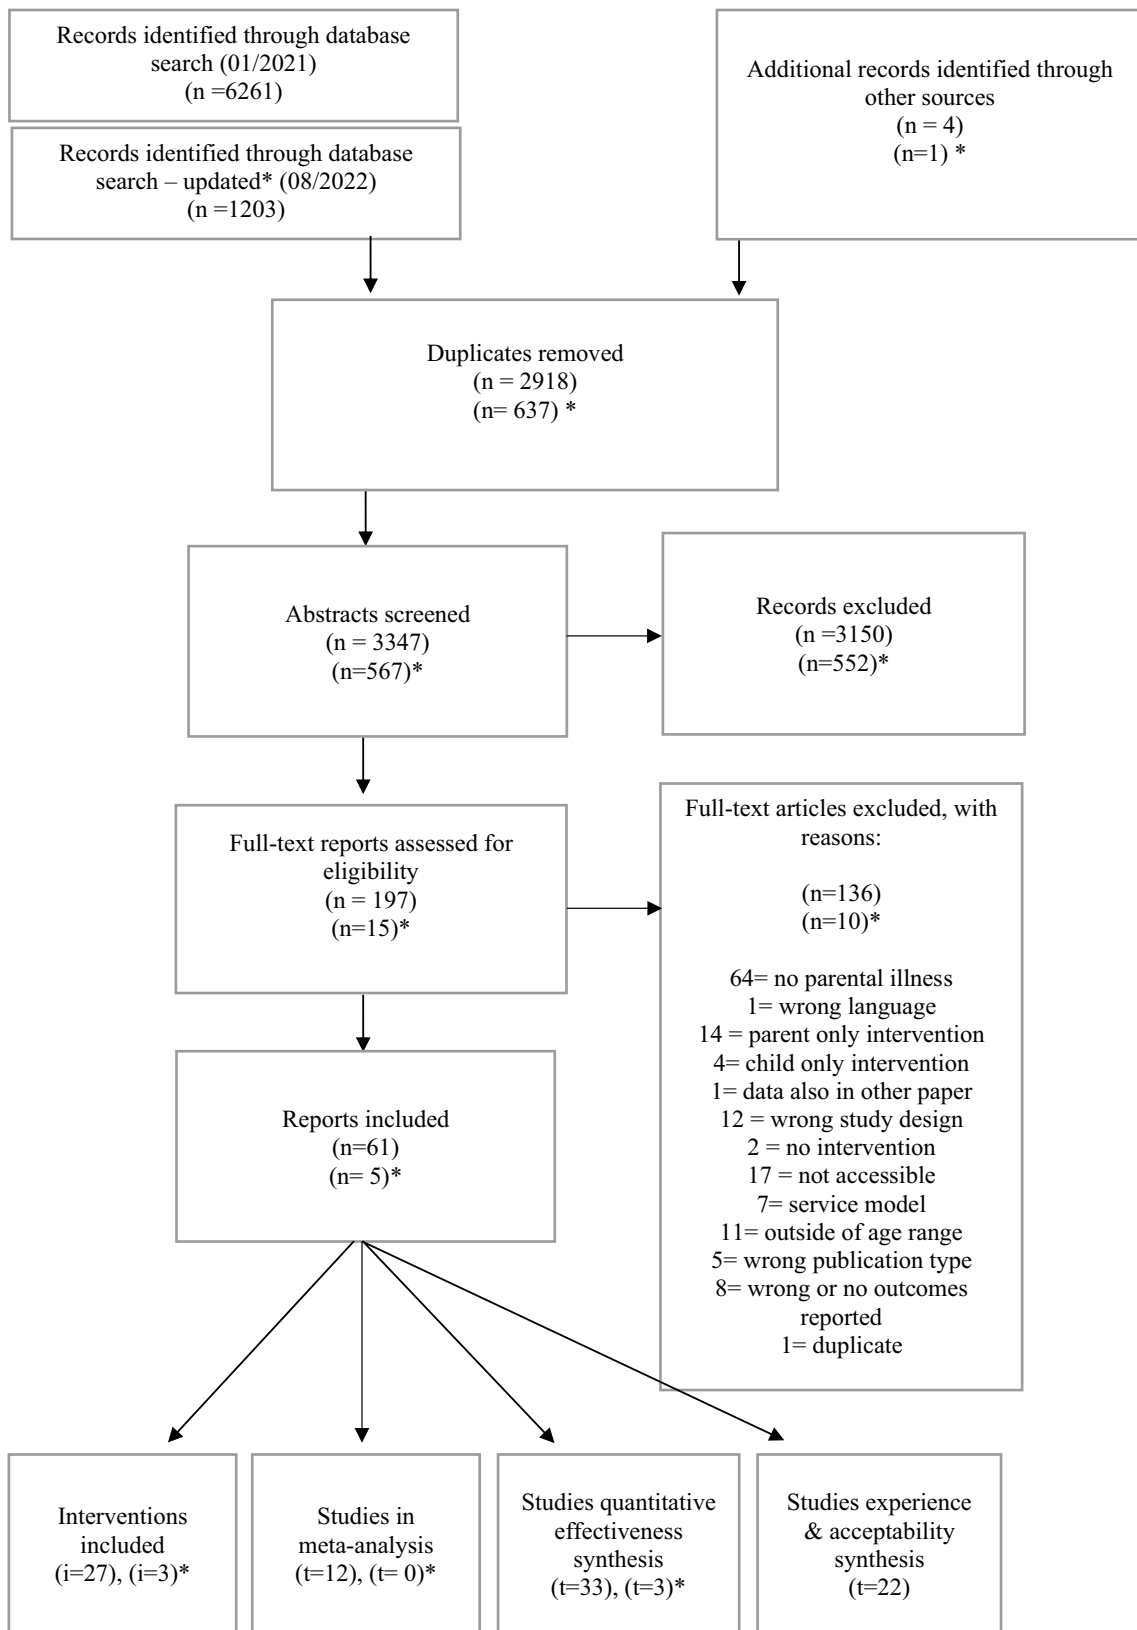 Records identified through database
search (01/2021)
(n =6261)
Records identified through database
search – updated* (08/2022)
(n =1203)
Additional records identified through
other sources
(n = 4)
(n=1) *
Duplicates removed
(n = 2918)
(n= 637) *
Abstracts screened
(n = 3347)
(n=567)*
Records excluded
(n =3150)
(n=552)*
Full-text reports assessed for
eligibility
(n = 197)
(n=15)*
Full-text articles excluded, with
reasons:
(n=136)
(n=10)*
64= no parental illness
1= wrong language
14 = parent only intervention
4= child only intervention
1= data also in other paper
12 = wrong study design
2 = no intervention
17 = not accessible
7= service model
11= outside of age range
5= wrong publication type
8= wrong or no outcomes
reported
1= duplicate
Reports included
(n=61)
(n= 5)*
Interventions
included
(i=27), (i=3)*
Studies in
meta-analysis
(t=12), (t= 0)*
Studies quantitative
effectiveness
synthesis
(t=33), (t=3)*
Studies experience
& acceptability
synthesis
(t=22)